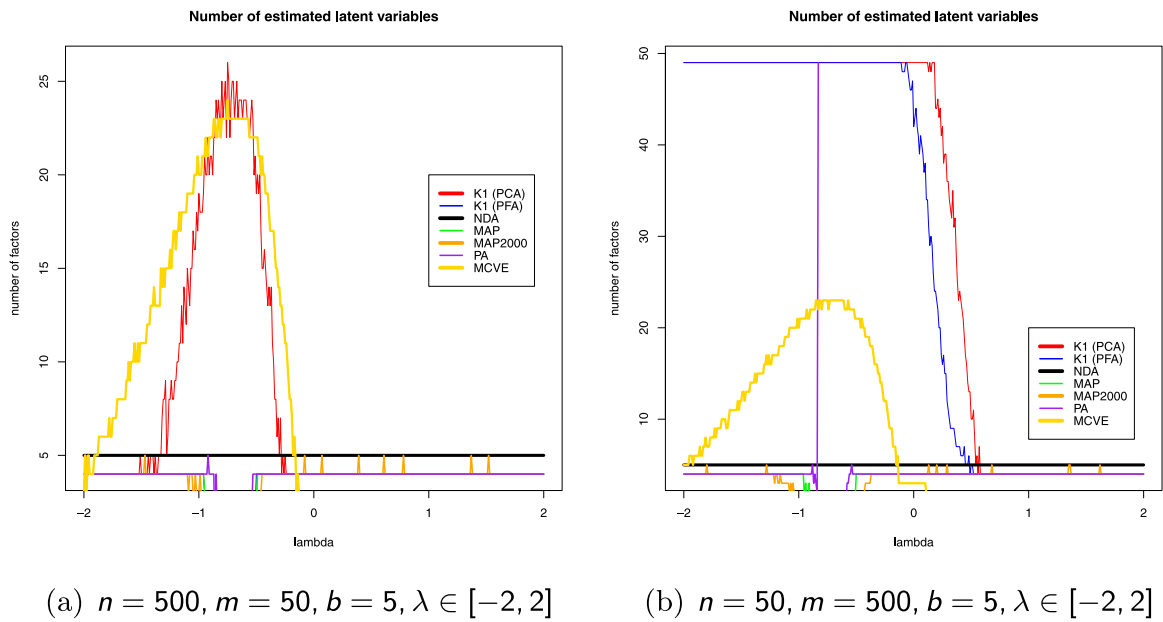 Number of estimated latent variables
number of factors
25
20
15
10
5
K1 (PCA)
K1 (PFA)
NDA
MAP
MAP2000
PA
MCVE
−2
−1
0
1
2
lambda
(a) n = 500, m = 50, b = 5, λ ∈ [−2, 2]
Number of estimated latent variables
number of factors
50
40
30
20
10
K1 (PCA)
K1 (PFA)
NDA
MAP
MAP2000
PA
MCVE
−2
−1
0
1
2
lambda
(b) n = 50, m = 500, b = 5, λ ∈ [−2, 2]